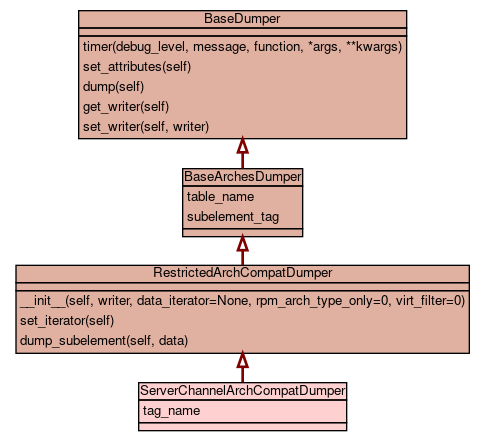 BaseDumper
timer(debug_level, message, function, *args, **kwargs)
set_attributes(self)
dump(self)
get_writer(self)
set_writer(self, writer)
BaseArchesDumper
table_name
subelement_tag
RestrictedArchCompatDumper
__init__(self, writer, data_iterator=None, rpm_arch_type_only=0, virt_filter=0)
set_iterator(self)
dump_subelement(self, data)
ServerChannelArchCompatDumper
tag_name